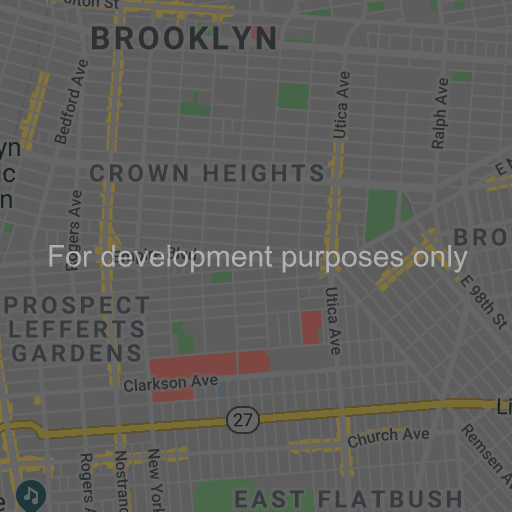 ulton St
BROOKLYN
Bedford Ave
Utica Ave
Ralph Ave
yn
ic
n
CROWN HEIGHTS
E N
Rogers Ave
For development purposes only
BRO
E 98th St
PROSPECT
LEFFERTS
GARDENS
Utica Ave
Clarkson Ave
27
Li
Church Ave
Remsen Av
Rogers A
Nostrand
New York
EAST FLATBUSH
e